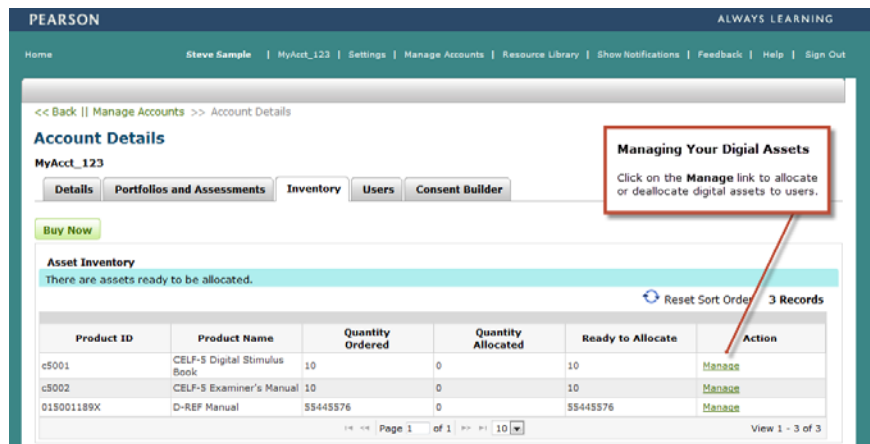 PEARSON ALWAYS LEARNING
Home Steve Sample | MyAcct_123 | Settings | Manage Accounts | Resource Library | Show Notifications | Feedback | Help | Sign Out
<< Back || Manage Accounts >> Account Details
Account Details
MyAcct_123
Details Portfolios and Assessments Inventory Users Consent Builder
Managing Your Digial Assets
Click on the Manage link to allocate
or deallocate digital assets to users.
Buy Now
Asset Inventory
There are assets ready to be allocated.
Reset Sort Order 3 Records
Product ID Product Name Quantity Ordered Quantity Allocated Ready to Allocate Action
c5001 CELF-5 Digital Stimulus Book 10 0 10 Manage
c5002 CELF-5 Examiner's Manual 10 0 10 Manage
015001189X D-REF Manual 55445576 0 55445576 Manage
Page 1 of 1 10 View 1 - 3 of 3